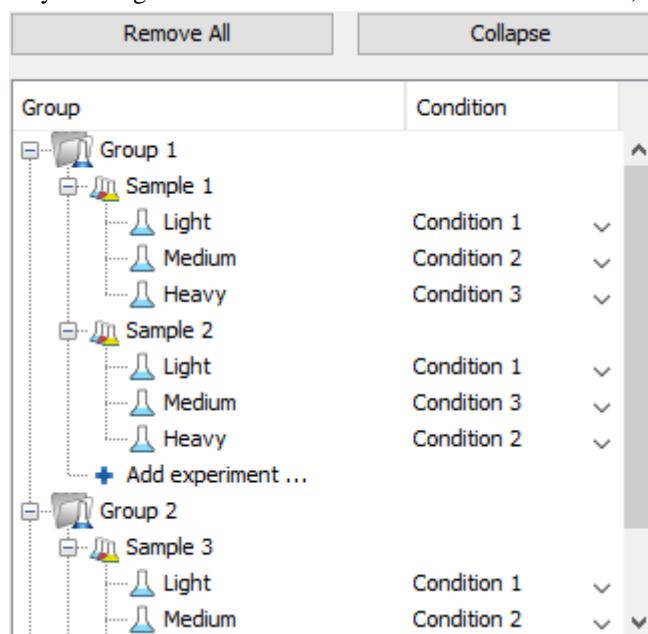 Remove All Collapse
Group Condition
Group 1
Sample 1
Light Condition 1
Medium Condition 2
Heavy Condition 3
Sample 2
Light Condition 1
Medium Condition 3
Heavy Condition 2
Add experiment ...
Group 2
Sample 3
Light Condition 1
Medium Condition 2